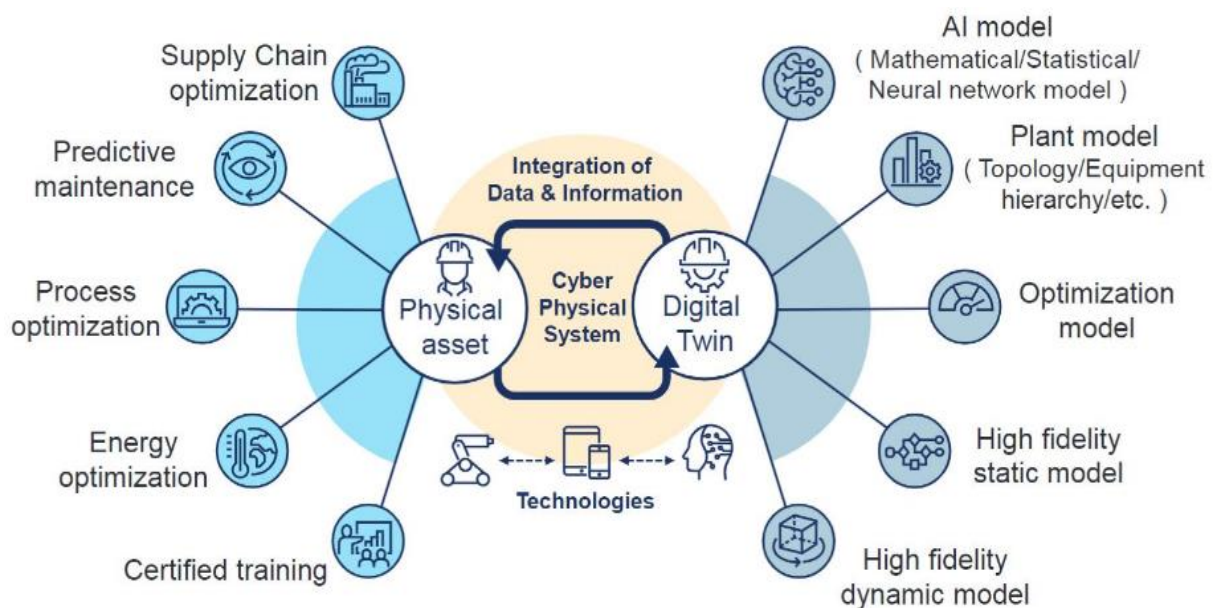 Supply Chain
optimization
Predictive
maintenance
Process
optimization
Energy
optimization
Certified training
Integration of
Data & Information
Physical
asset
Cyber
Physical
System
Digital
Twin
Technologies
AI model
( Mathematical/Statistical/
Neural network model )
Plant model
( Topology/Equipment
hierarchy/etc. )
Optimization
model
High fidelity
static model
High fidelity
dynamic model